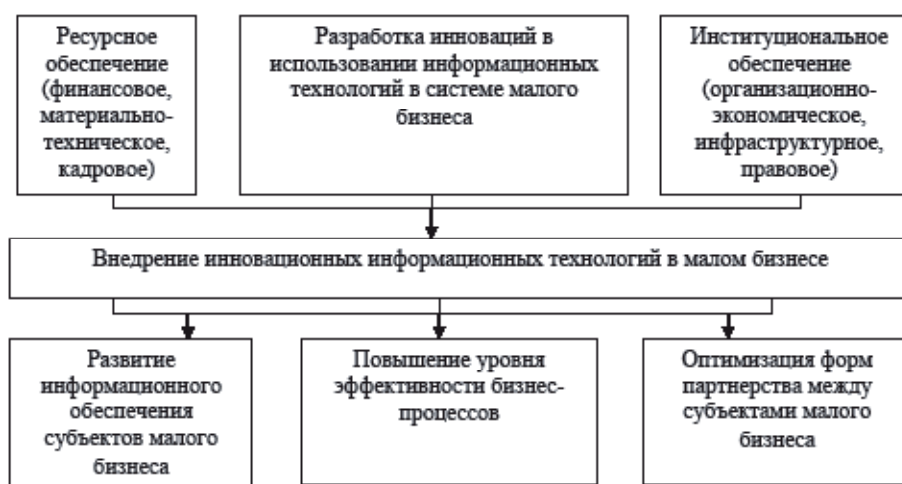 Ресурсное
обеспечение
(финансовое,
материально-
техническое,
кадровое)
Разработка инноваций в
использовании информационных
технологий в системе малого
бизнеса
Институциональное
обеспечение
(организационно-
экономическое,
инфраструктурное,
правовое)
Внедрение инновационных информационных технологий в малом бизнесе
Развитие
информационного
обеспечения
субъектов малого
бизнеса
Повышение уровня
эффективности бизнес-
процессов
Оптимизация форм
партнерства между
субъектами малого
бизнеса